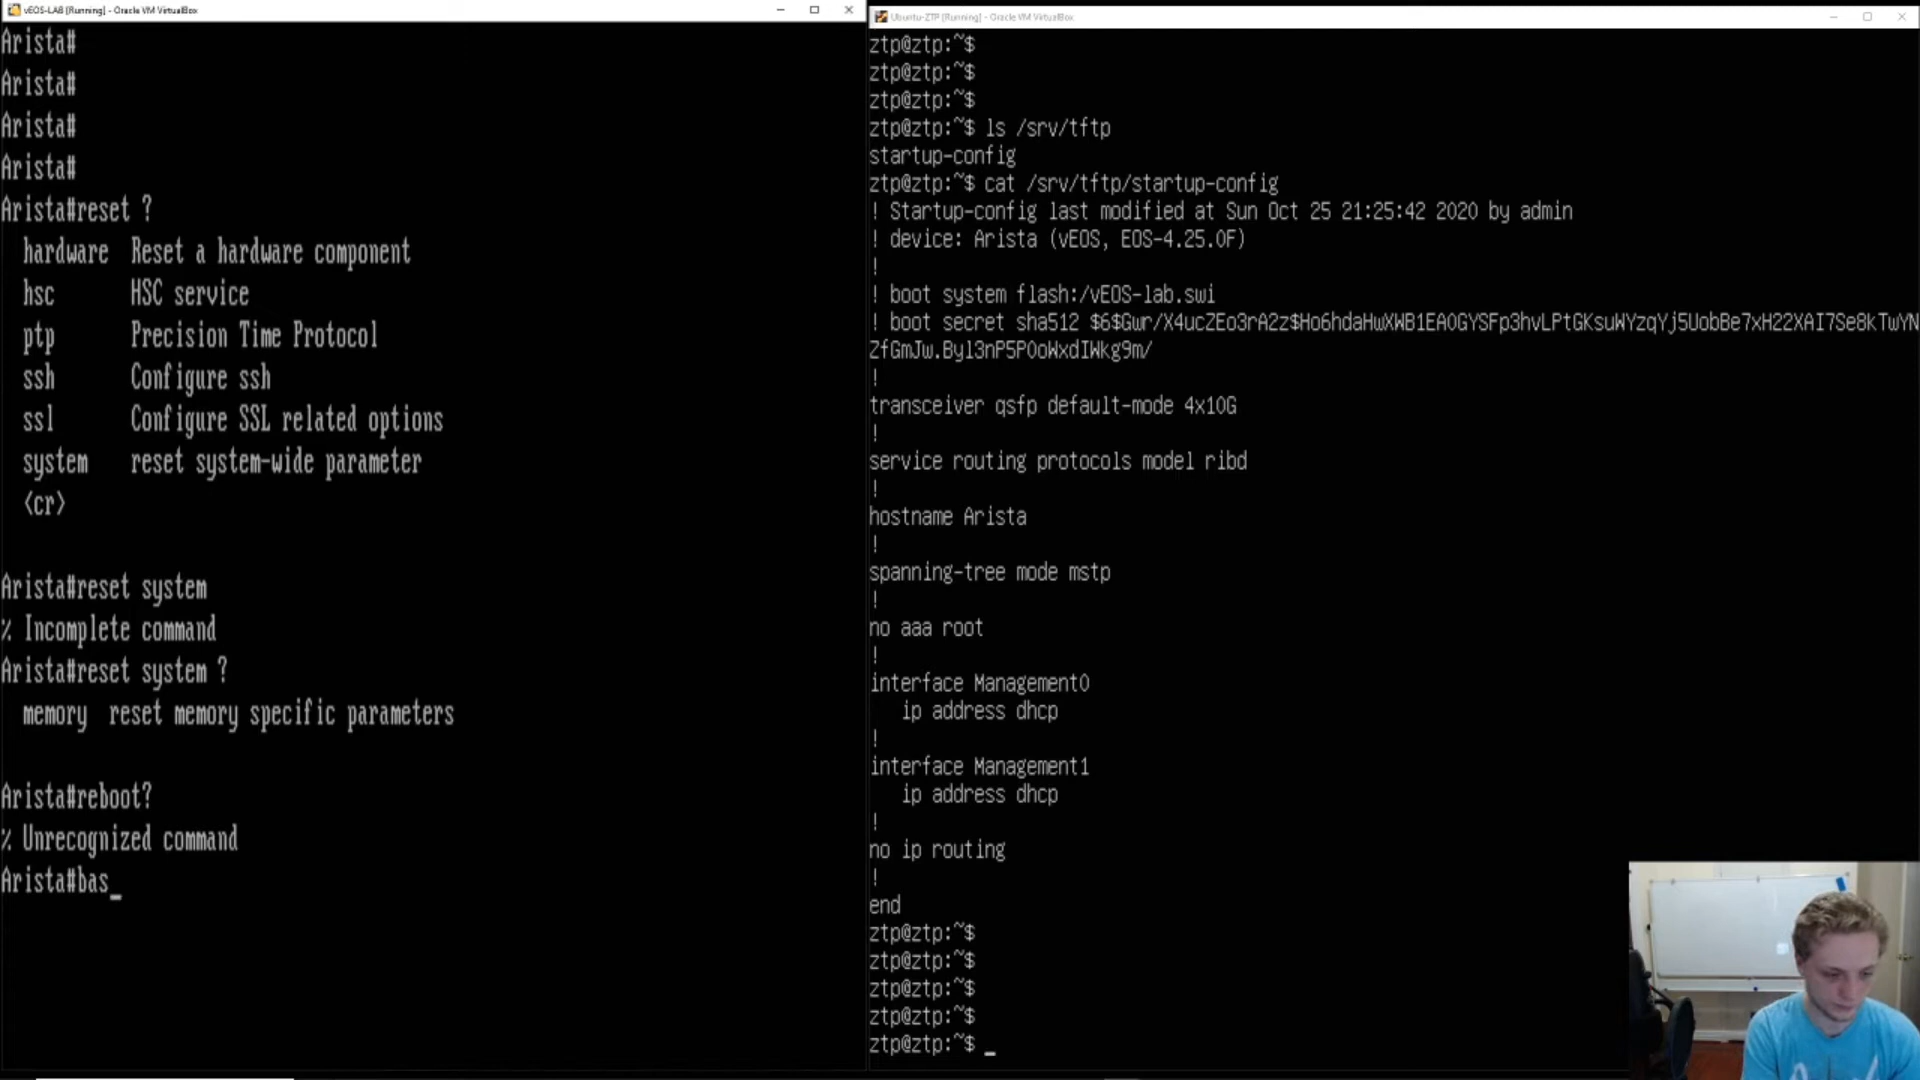 vEOS-LAB [Running] - Oracle VM VirtualBox
Arista#
Arista#
Arista#
Arista#
Arista#reset ?
hardware Reset a hardware component
hsc HSC service
ptp Precision Time Protocol
ssh Configure ssh
ssl Configure SSL related options
system reset system-wide parameter
<cr>
Arista#reset system
% Incomplete command
Arista#reset system ?
memory reset memory specific parameters
Arista#reboot?
% Unrecognized command
Arista#bas_
Ubuntu-ZTP [Running] - Oracle VM VirtualBox
ztp@ztp:~$
ztp@ztp:~$
ztp@ztp:~$
ztp@ztp:~$ ls /srv/tftp
startup-config
ztp@ztp:~$ cat /srv/tftp/startup-config
! Startup-config last modified at Sun Oct 25 21:25:42 2020 by admin
! device: Arista (vEOS, EOS-4.25.0F)
!
! boot system flash:/vEOS-lab.swi
! boot secret sha512 $6$Gwr/X4ucZEo3rA2z$Ho6hdaHwXWB1EA0GYSFp3hvLPtGKsuWYzqYj5UobBe7xH22XAI7Se8kTwYN
ZfGmJw.Byl3nP5P0oWxdIWkg9m/
!
transceiver qsfp default-mode 4x10G
!
service routing protocols model ribd
!
hostname Arista
!
spanning-tree mode mstp
!
no aaa root
!
interface Management0
ip address dhcp
!
interface Management1
ip address dhcp
!
no ip routing
!
end
ztp@ztp:~$
ztp@ztp:~$
ztp@ztp:~$
ztp@ztp:~$
ztp@ztp:~$ _